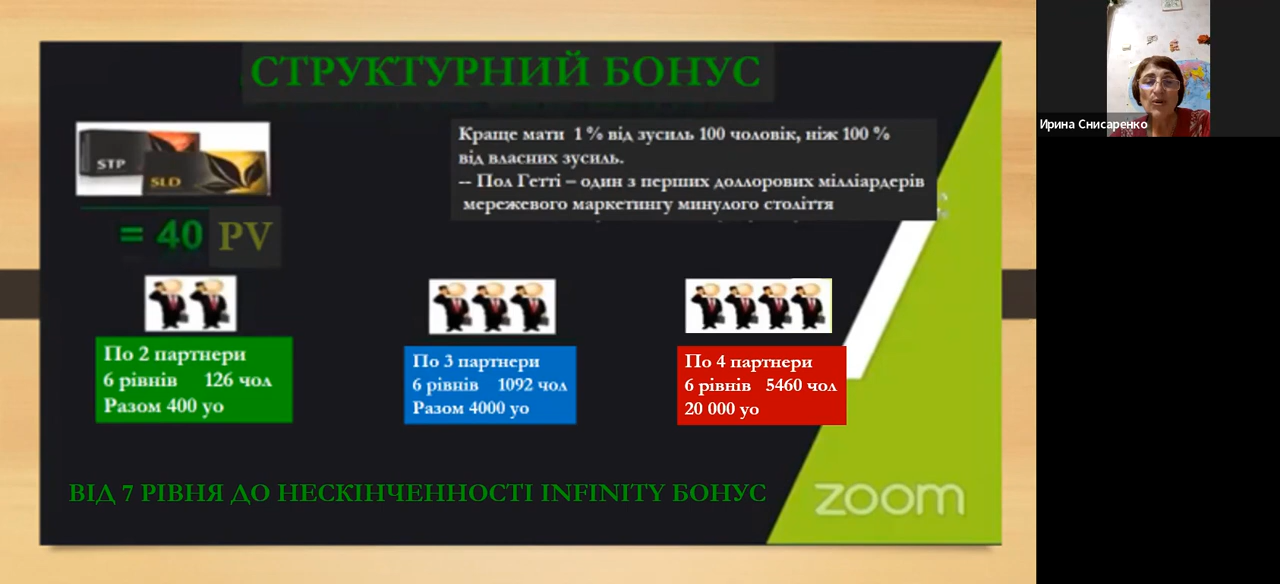 СТРУКТУРНИЙ БОНУС
STP
SLD
= 40 PV
Краще мати 1 % від зусиль 100 чоловік, ніж 100 %
від власних зусиль.
-- Пол Гетті – один з перших доллорових мілліардерів
мережевого маркетингу минулого століття
По 2 партнери
6 рівнів 126 чол
Разом 400 уо
По 3 партнери
6 рівнів 1092 чол
Разом 4000 уо
По 4 партнери
6 рівнів 5460 чол
20 000 уо
ВІД 7 РІВНЯ ДО НЕСКІНЧЕННОСТІ INFINITY БОНУС
zoom
Ирина Снисаренко